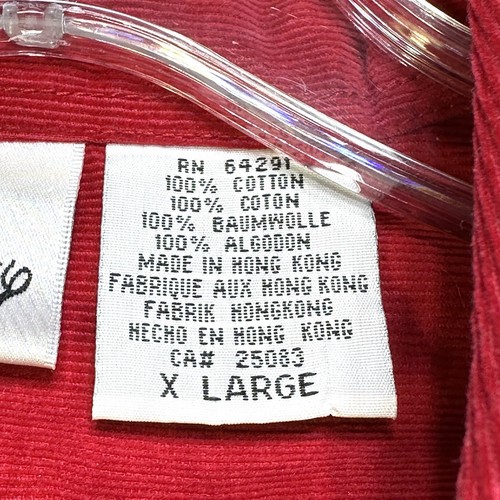 RN 64291
100% COTTON
100% COTON
100% BAUMWOLLE
100% ALGODON
MADE IN HONG KONG
FABRIQUE AUX HONG KONG
FABRIK HONGKONG
HECHO EN HONG KONG
CA# 25083
X LARGE